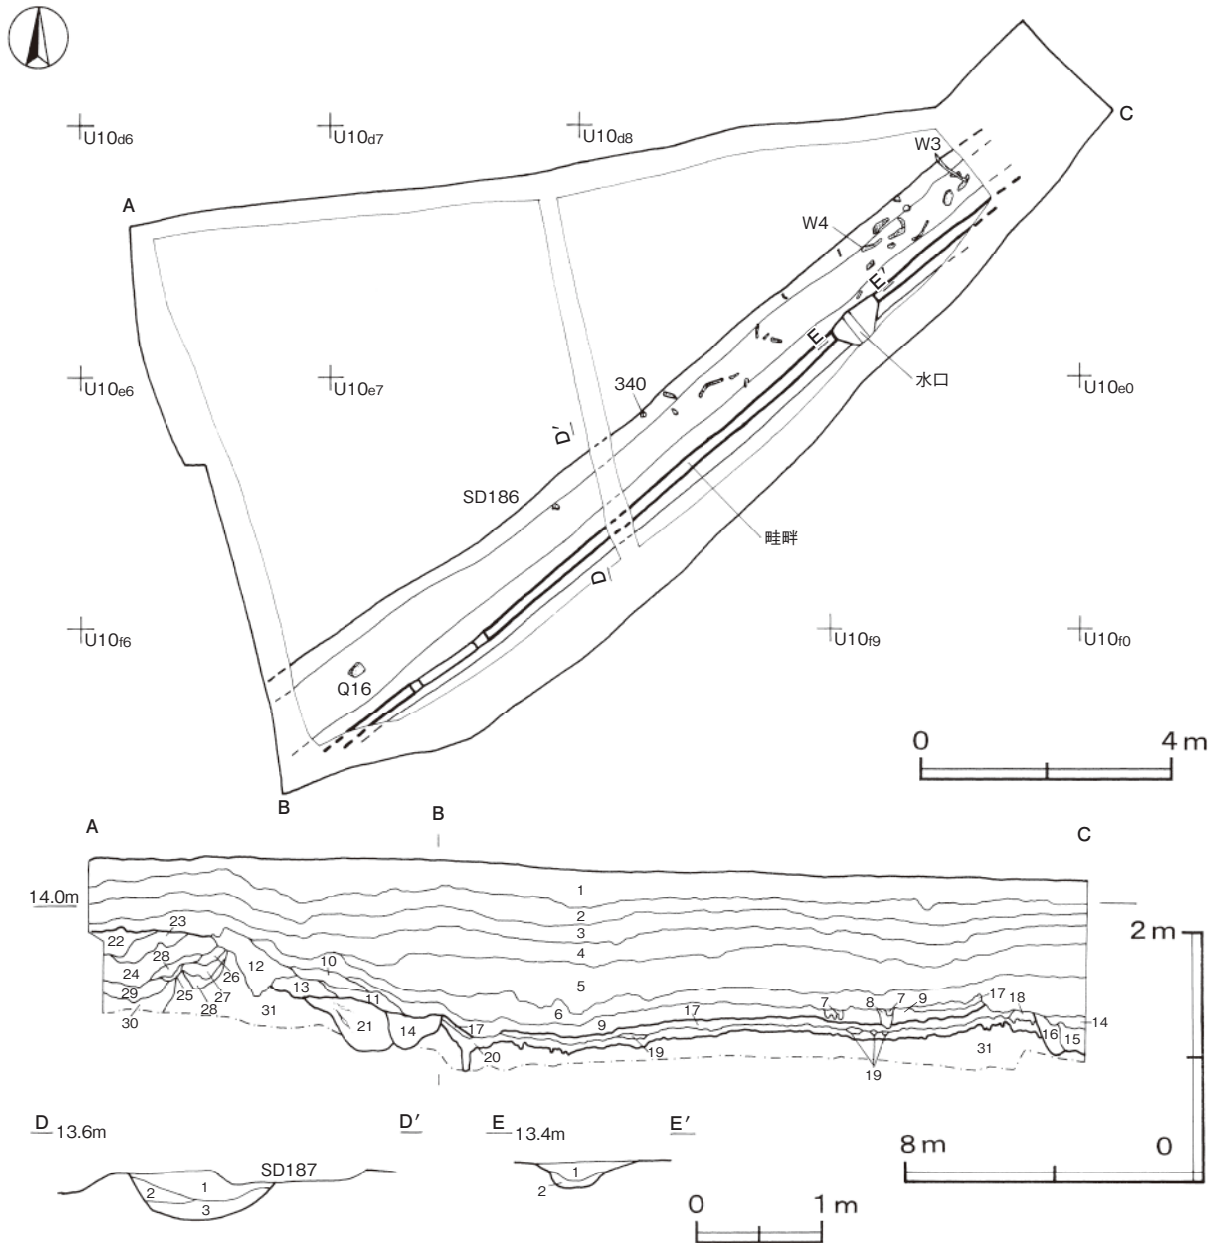 U10d6
U10d7
U10d8
C
W3
A
W4
E′
E
水口
U10e6
U10e7
340
U10e0
D′
SD186
畦畔
D
U10f6
Q16
U10f9
U10f0
0 4m
B
A
B
C
14.0m
1
2
3
4
5
6
7 8 7 9
17
18
14
16 15
31
19
9
17
19
17
20
23
22
24
28
26
12
10
13
11
29
25
27
28
30
31
21
14
2m
D 13.6m D′
SD187
1
2
3
E 13.4m E′
1
2
8m 0
0 1m